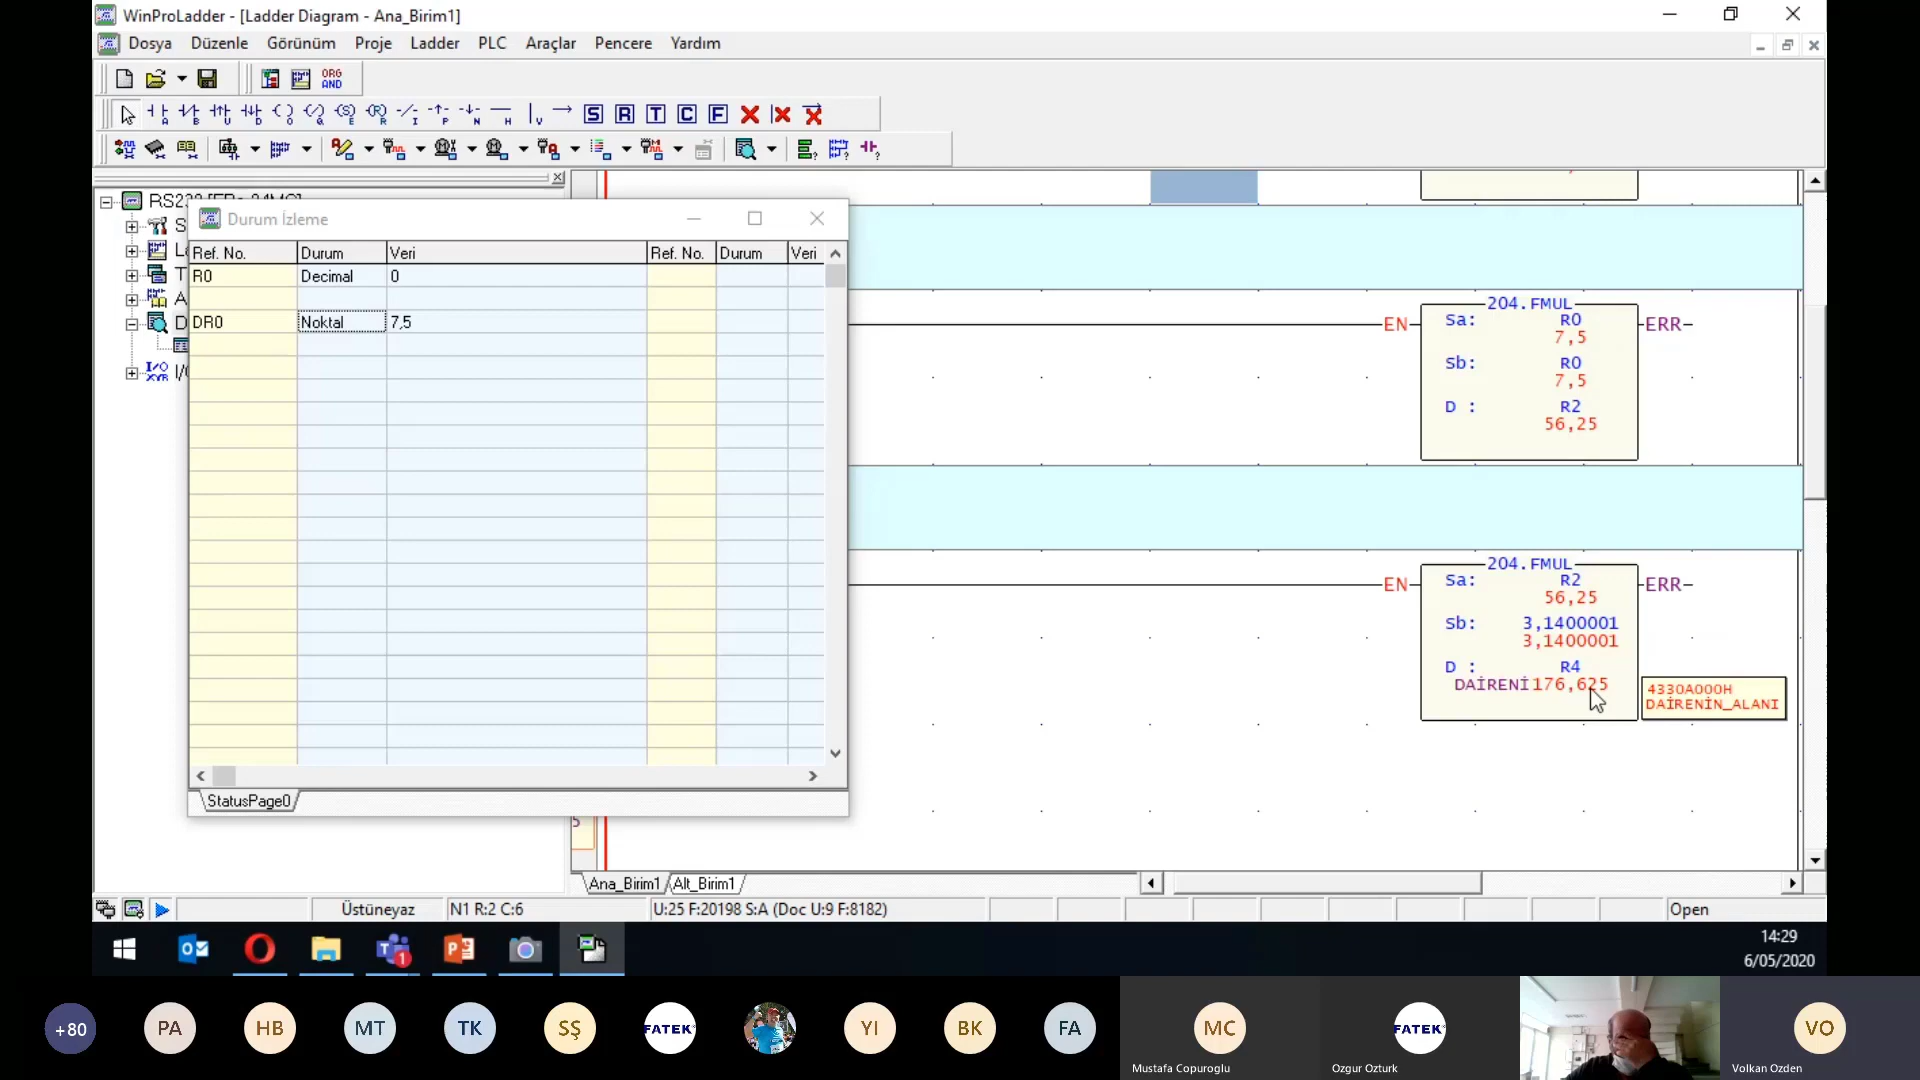 WinProLadder - [Ladder Diagram - Ana_Birim1]
Dosya Düzenle Görünüm Proje Ladder PLC Araçlar Pencere Yardım
ORG
AND
A B U D O Q E R I P N H V S R T C F
Durum İzleme
Ref. No. Durum Veri Ref. No. Durum Veri
R0 Decimal 0
DR0 Noktal 7,5
StatusPage0
204.FMUL
EN Sa: R0 ERR
7,5
Sb: R0
7,5
D : R2
56,25
204.FMUL
EN Sa: R2 ERR
56,25
Sb: 3,1400001
3,1400001
D : R4
DAİRENİ 176,625
4330A000H
DAİRENİN_ALANI
I/O
Ana_Birim1 Alt_Birim1
Üstüneyaz N1 R:2 C:6 U:25 F:20198 S:A (Doc U:9 F:8182) Open
14:29
6/05/2020
+80 PA HB MT TK SŞ FATEK YI BK FA MC FATEK VO
Mustafa Copuroglu Ozgur Ozturk Volkan Ozden